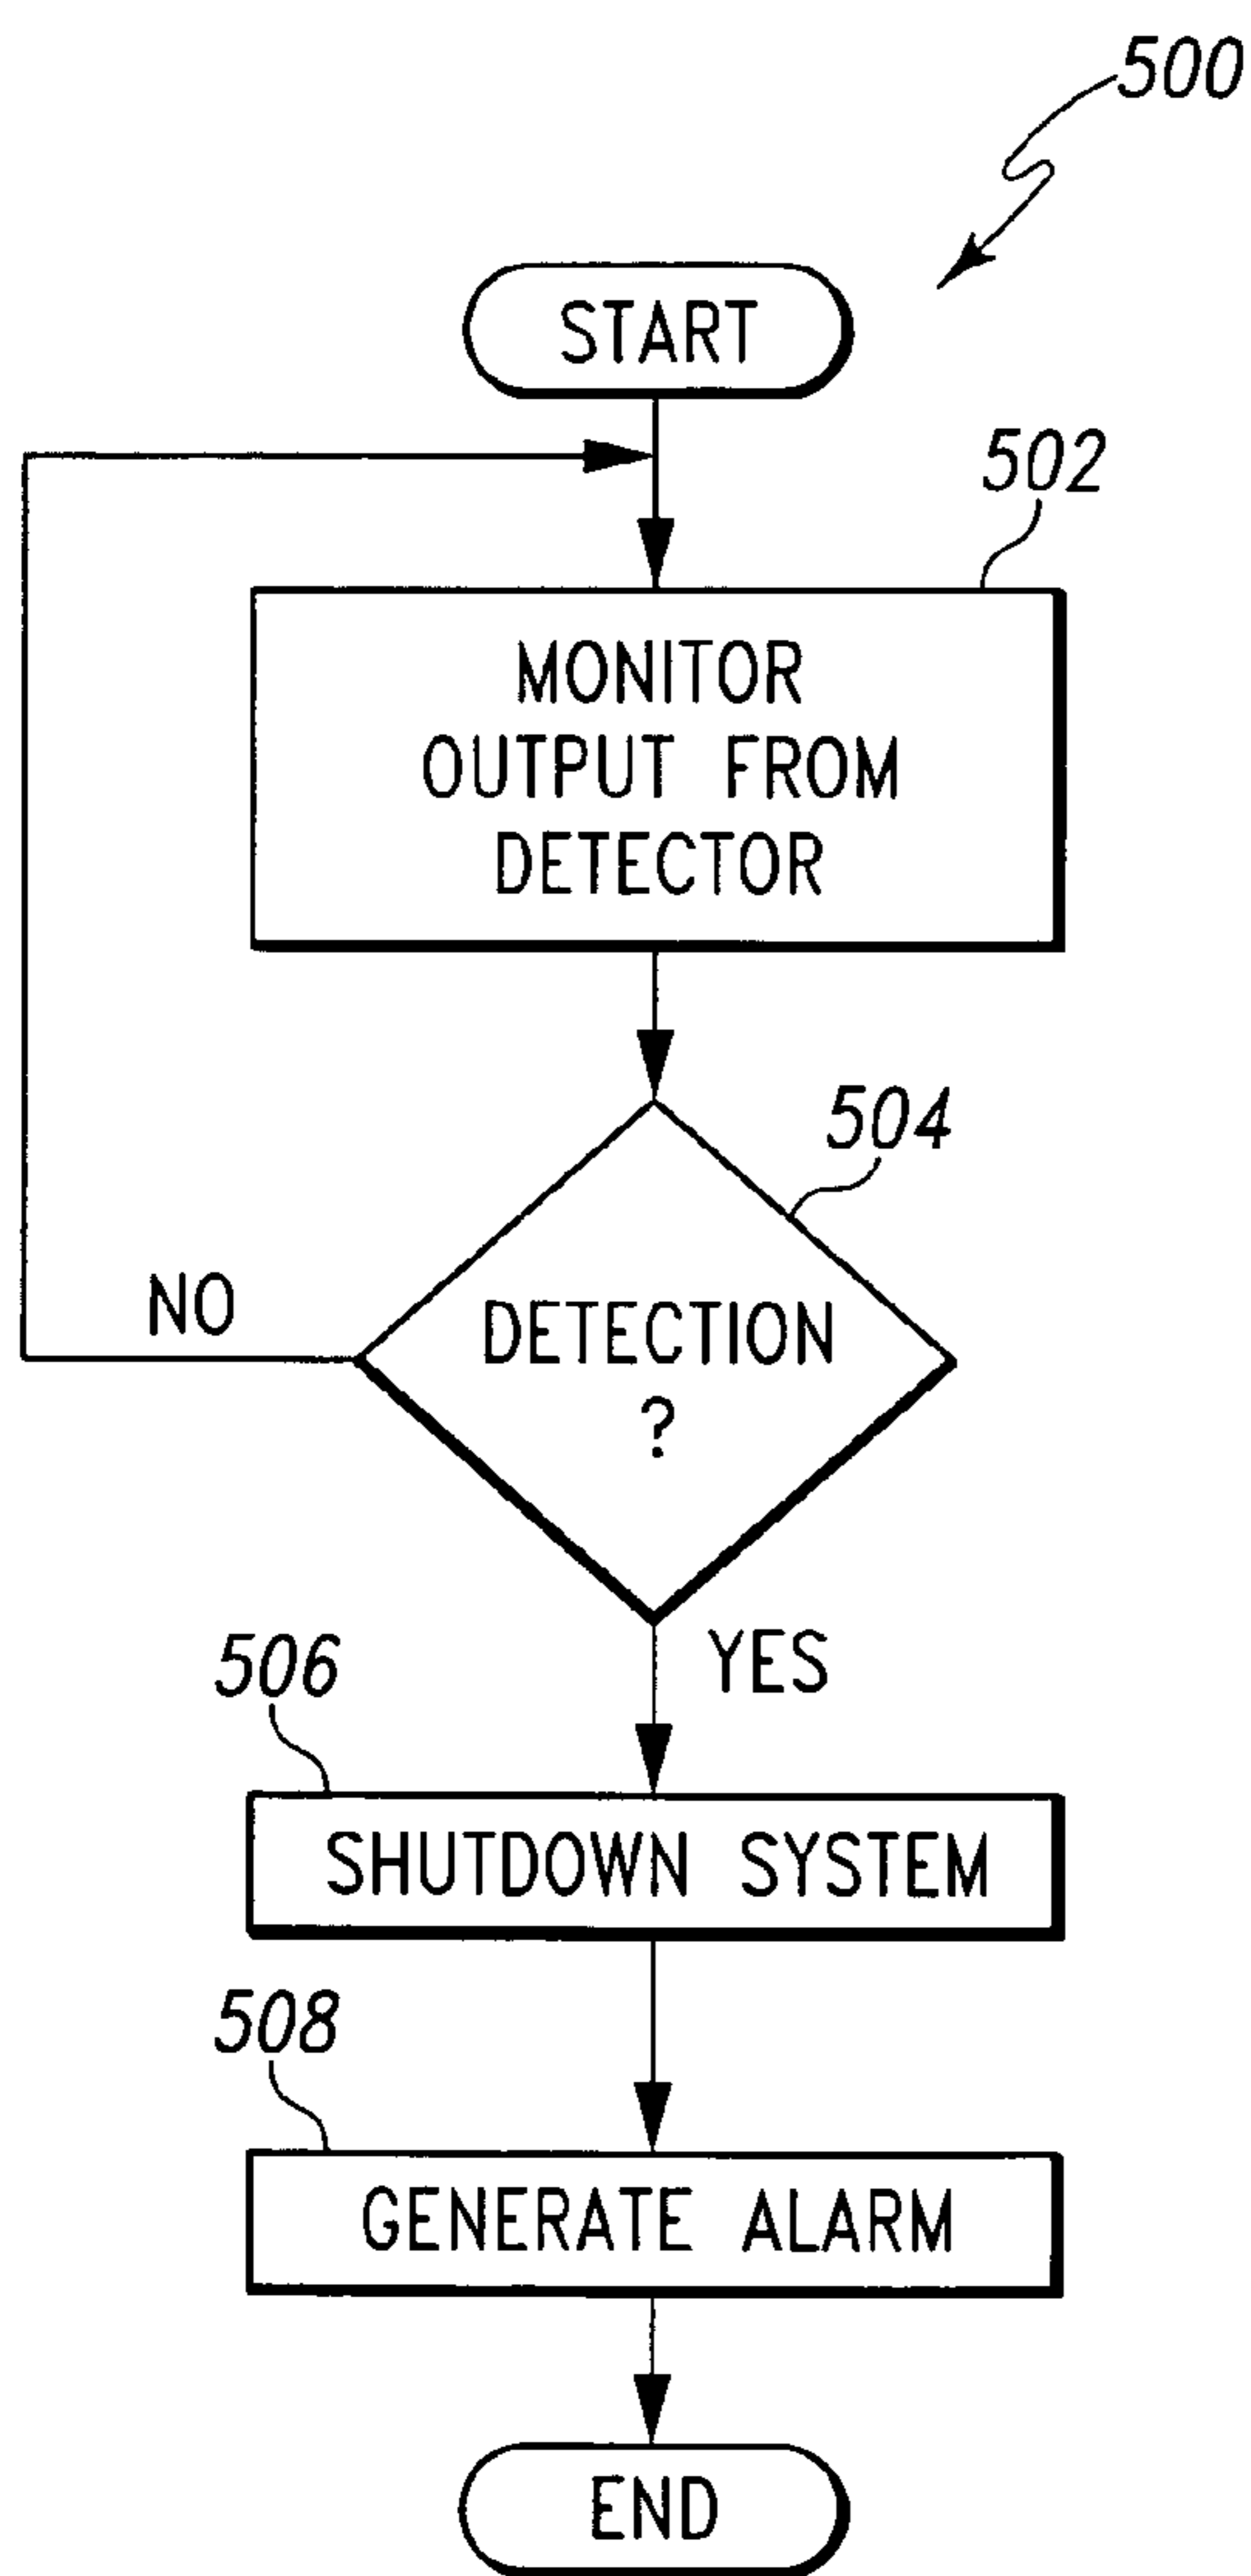 500
START
502
MONITOR
OUTPUT FROM
DETECTOR
504
NO
DETECTION
?
YES
506
SHUTDOWN SYSTEM
508
GENERATE ALARM
END